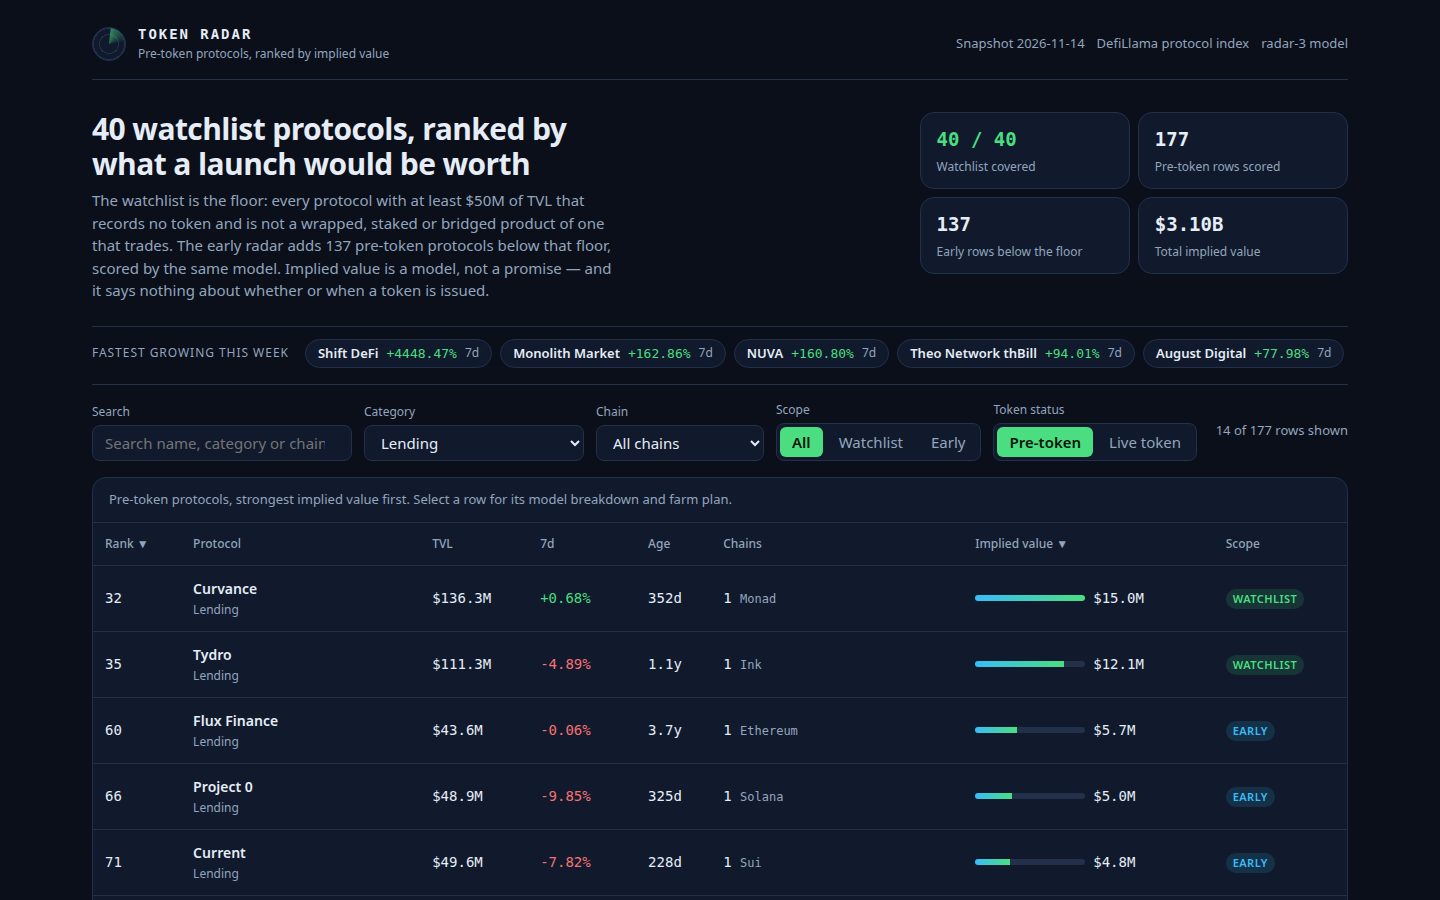 TOKEN RADAR
Pre-token protocols, ranked by implied value
Snapshot 2026-11-14 DefiLlama protocol index radar-3 model
40 watchlist protocols, ranked by
what a launch would be worth
The watchlist is the floor: every protocol with at least $50M of TVL that
records no token and is not a wrapped, staked or bridged product of one
that trades. The early radar adds 137 pre-token protocols below that floor,
scored by the same model. Implied value is a model, not a promise — and
it says nothing about whether or when a token is issued.
40 / 40
Watchlist covered
177
Pre-token rows scored
137
Early rows below the floor
$3.10B
Total implied value
FASTEST GROWING THIS WEEK
Shift DeFi +4448.47% 7d
Monolith Market +162.86% 7d
NUVA +160.80% 7d
Theo Network thBill +94.01% 7d
August Digital +77.98% 7d
Search
Search name, category or chain
Category
Lending
Chain
All chains
Scope
All Watchlist Early
Token status
Pre-token Live token
14 of 177 rows shown
Pre-token protocols, strongest implied value first. Select a row for its model breakdown and farm plan.
Rank ▼ Protocol TVL 7d Age Chains Implied value ▼ Scope
32 Curvance $136.3M +0.68% 352d 1 Monad $15.0M WATCHLIST
Lending
35 Tydro $111.3M -4.89% 1.1y 1 Ink $12.1M WATCHLIST
Lending
60 Flux Finance $43.6M -0.06% 3.7y 1 Ethereum $5.7M EARLY
Lending
66 Project 0 $48.9M -9.85% 325d 1 Solana $5.0M EARLY
Lending
71 Current $49.6M -7.82% 228d 1 Sui $4.8M EARLY
Lending